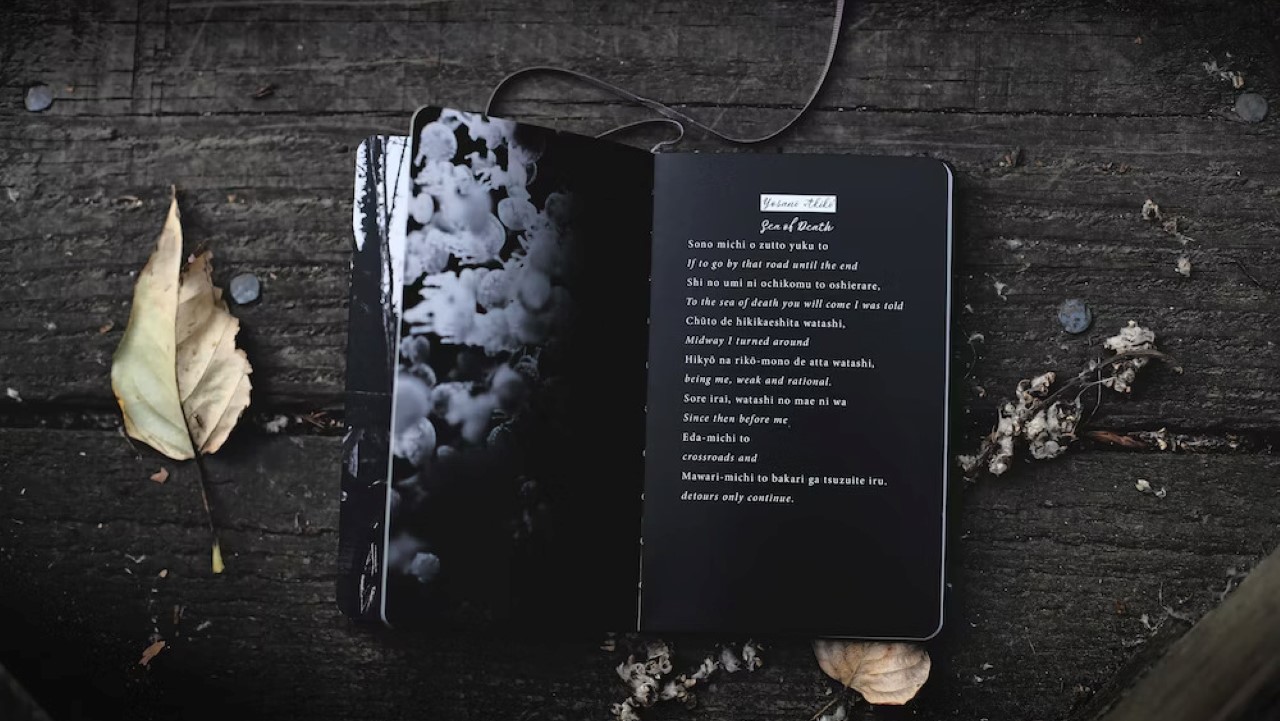 Yosano Akiko
Sea of Death
Sono michi o zutto yuku to
If to go by that road until the end
Shi no umi ni ochikomu to oshierare,
To the sea of death you will come I was told
Chūto de hikikaeshita watashi,
Midway I turned around
Hikyō na rikō-mono de atta watashi,
being me, weak and rational.
Sore irai, watashi no mae ni wa
Since then before me
Eda-michi to
crossroads and
Mawari-michi to bakari ga tsuzuite iru.
detours only continue.